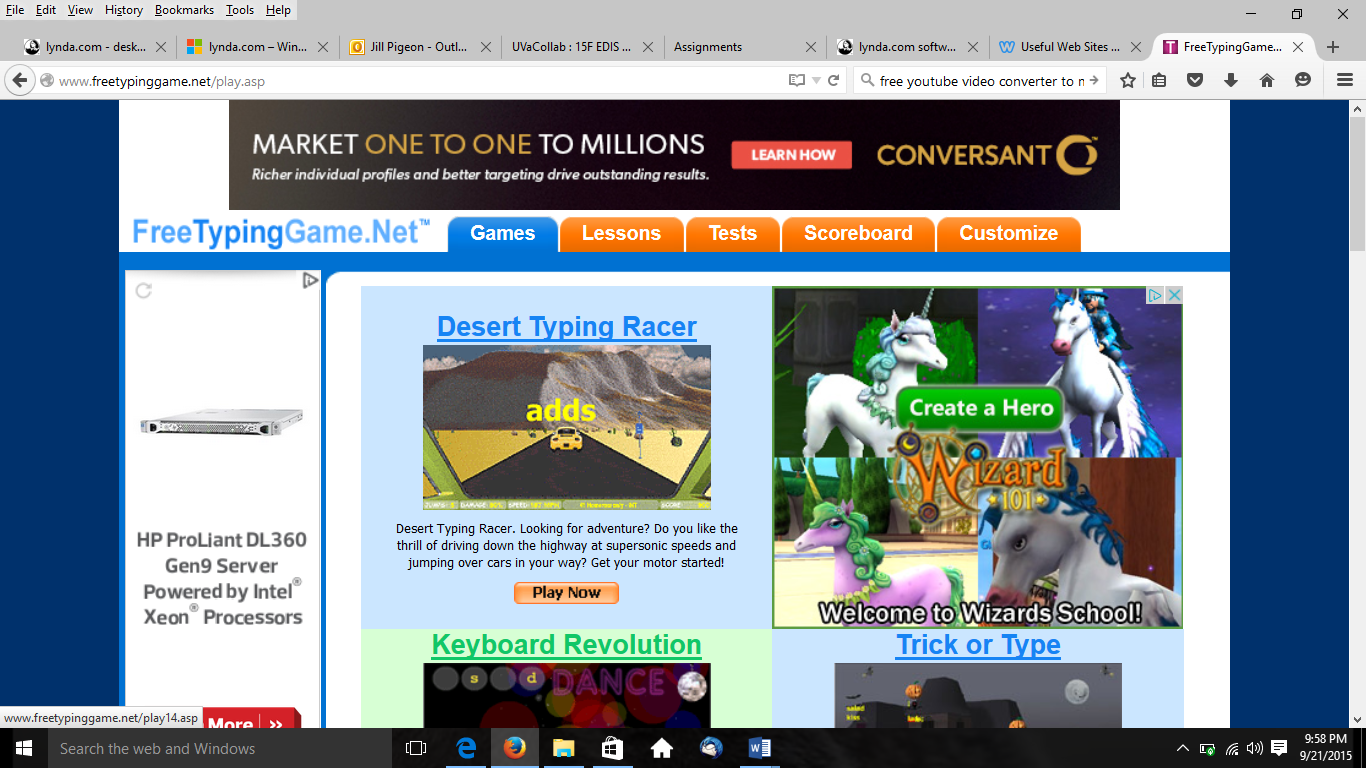 File Edit View History Bookmarks Tools Help
lynda.com - desk...
lynda.com – Win...
Jill Pigeon - Outl...
UVaCollab : 15F EDIS ...
Assignments
lynda.com softw...
Useful Web Sites ...
FreeTypingGame...
www.freetypinggame.net/play.asp
free youtube video converter to
MARKET ONE TO ONE TO MILLIONS
Richer individual profiles and better targeting drive outstanding results.
LEARN HOW
CONVERSANT
FreeTypingGame.Net™
Games
Lessons
Tests
Scoreboard
Customize
HP ProLiant DL360
Gen9 Server
Powered by Intel®
Xeon® Processors
More
Desert Typing Racer
adds
Desert Typing Racer. Looking for adventure? Do you like the
thrill of driving down the highway at supersonic speeds and
jumping over cars in your way? Get your motor started!
Play Now
Create a Hero
Wizard
101
Welcome to Wizards School!
Keyboard Revolution
s d
DANCE
Trick or Type
www.freetypinggame.net/play14.asp
Search the web and Windows
9:58 PM
9/21/2015